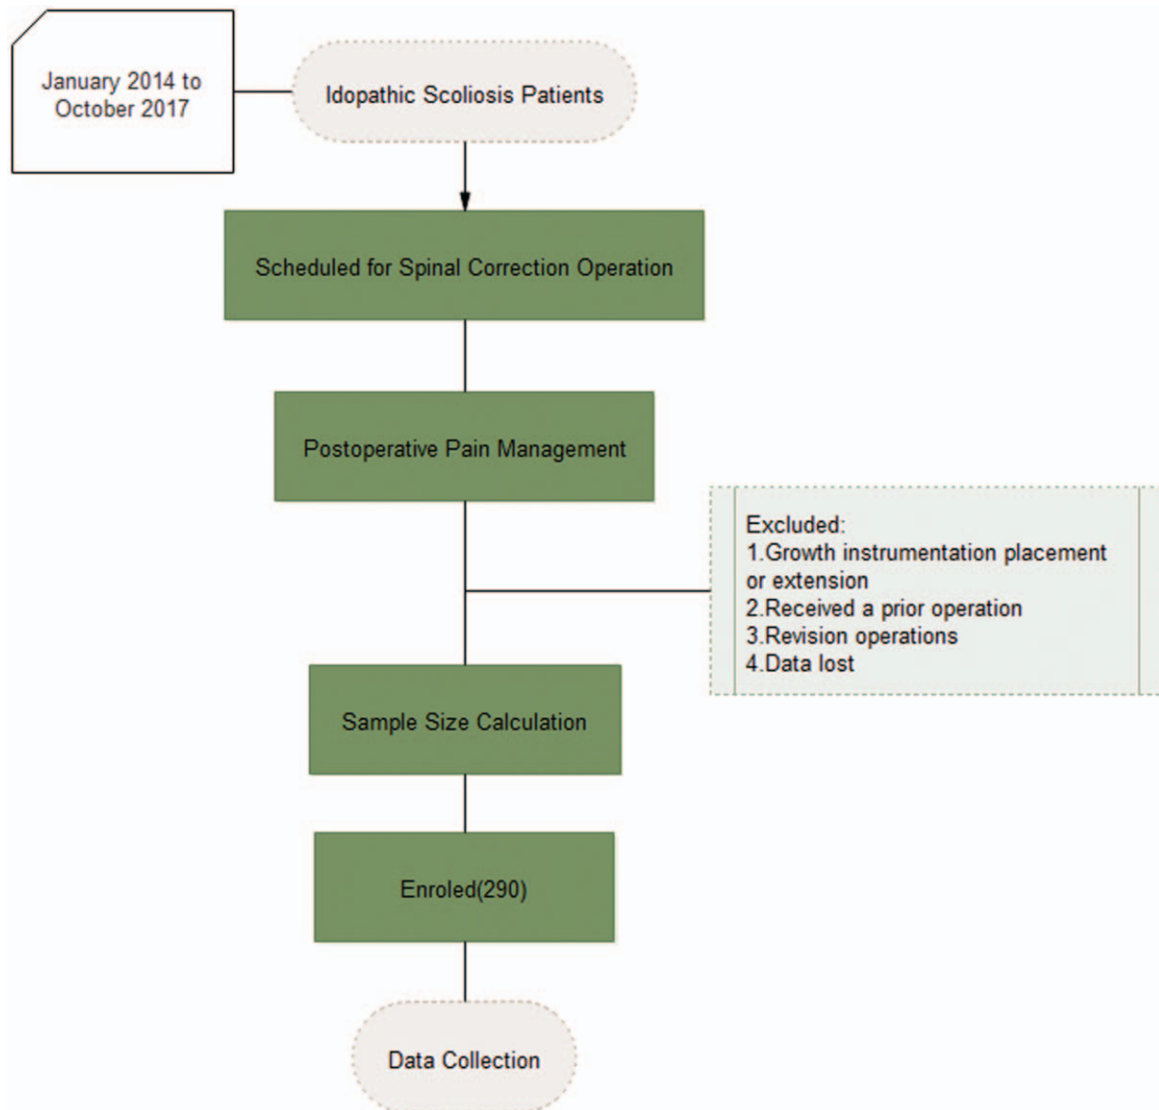 January 2014 to
October 2017
Idopathic Scoliosis Patients
Scheduled for Spinal Correction Operation
Postoperative Pain Management
Excluded:
1.Growth instrumentation placement
or extension
2.Received a prior operation
3.Revision operations
4.Data lost
Sample Size Calculation
Enroled(290)
Data Collection